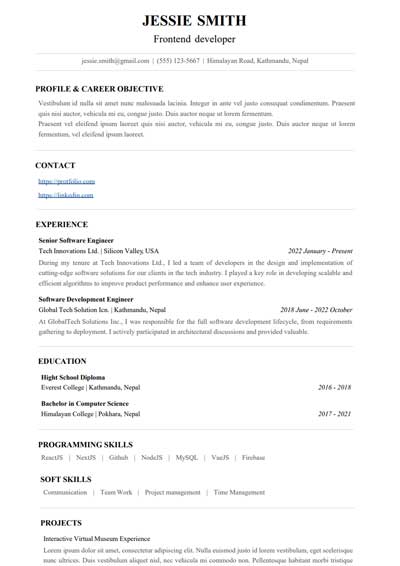 JESSIE SMITH
Frontend developer
jessie.smith@gmail.com | (555) 123-5667 | Himalayan Road, Kathmandu, Nepal
PROFILE & CAREER OBJECTIVE
Vestibulum id nulla sit amet nunc malesuada lacinia. Integer in ante vel justo consequat condimentum. Praesent
quis nisi auctor, vehicula mi eu, congue justo. Duis auctor neque ut lorem fermentum.
Praesent vel eleifend ipsum laoreet quis nisi auctor, vehicula mi eu, congue justo. Duis auctor neque ut lorem
fermentum, vel eleifend ipsum laoreet.
CONTACT
https://protfolio.com
https://linkedin.com
EXPERIENCE
Senior Software Engineer
Tech Innovations Ltd. | Silicon Valley, USA 2022 January - Present
During my tenure at Tech Innovations Ltd., I led a team of developers in the design and implementation of
cutting-edge software solutions for our clients in the tech industry. I played a key role in developing scalable and
efficient algorithms to improve product performance and enhance user experience.
Software Development Engineer
Global Tech Solution Icn. | Kathmandu, Nepal 2018 June - 2022 October
At GlobalTech Solutions Inc., I was responsible for the full software development lifecycle, from requirements
gathering to deployment. I actively participated in architectural discussions and provided valuable.
EDUCATION
Hight School Diploma
Everest College | Kathmandu, Nepal 2016 - 2018
Bachelor in Computer Science
Himalayan College | Pokhara, Nepal 2017 - 2021
PROGRAMMING SKILLS
ReactJS | NextJS | Github | NodeJS | MySQL | VueJS | Firebase
SOFT SKILLS
Communication | Team Work | Project management | Time Management
PROJECTS
Interactive Virtual Museum Experience
Lorem ipsum dolor sit amet, consectetur adipiscing elit. Nulla euismod justo id lorem vestibulum, eget scelerisque
nunc ultrices. Duis vestibulum aliquet nisl, nec vehicula mi commodo non. Pellentesque habitant morbi tristique